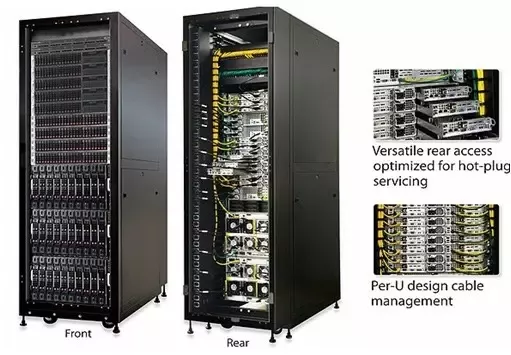 Versatile rear access
optimized for hot-plug
servicing
Per-U design cable
management
Front
Rear